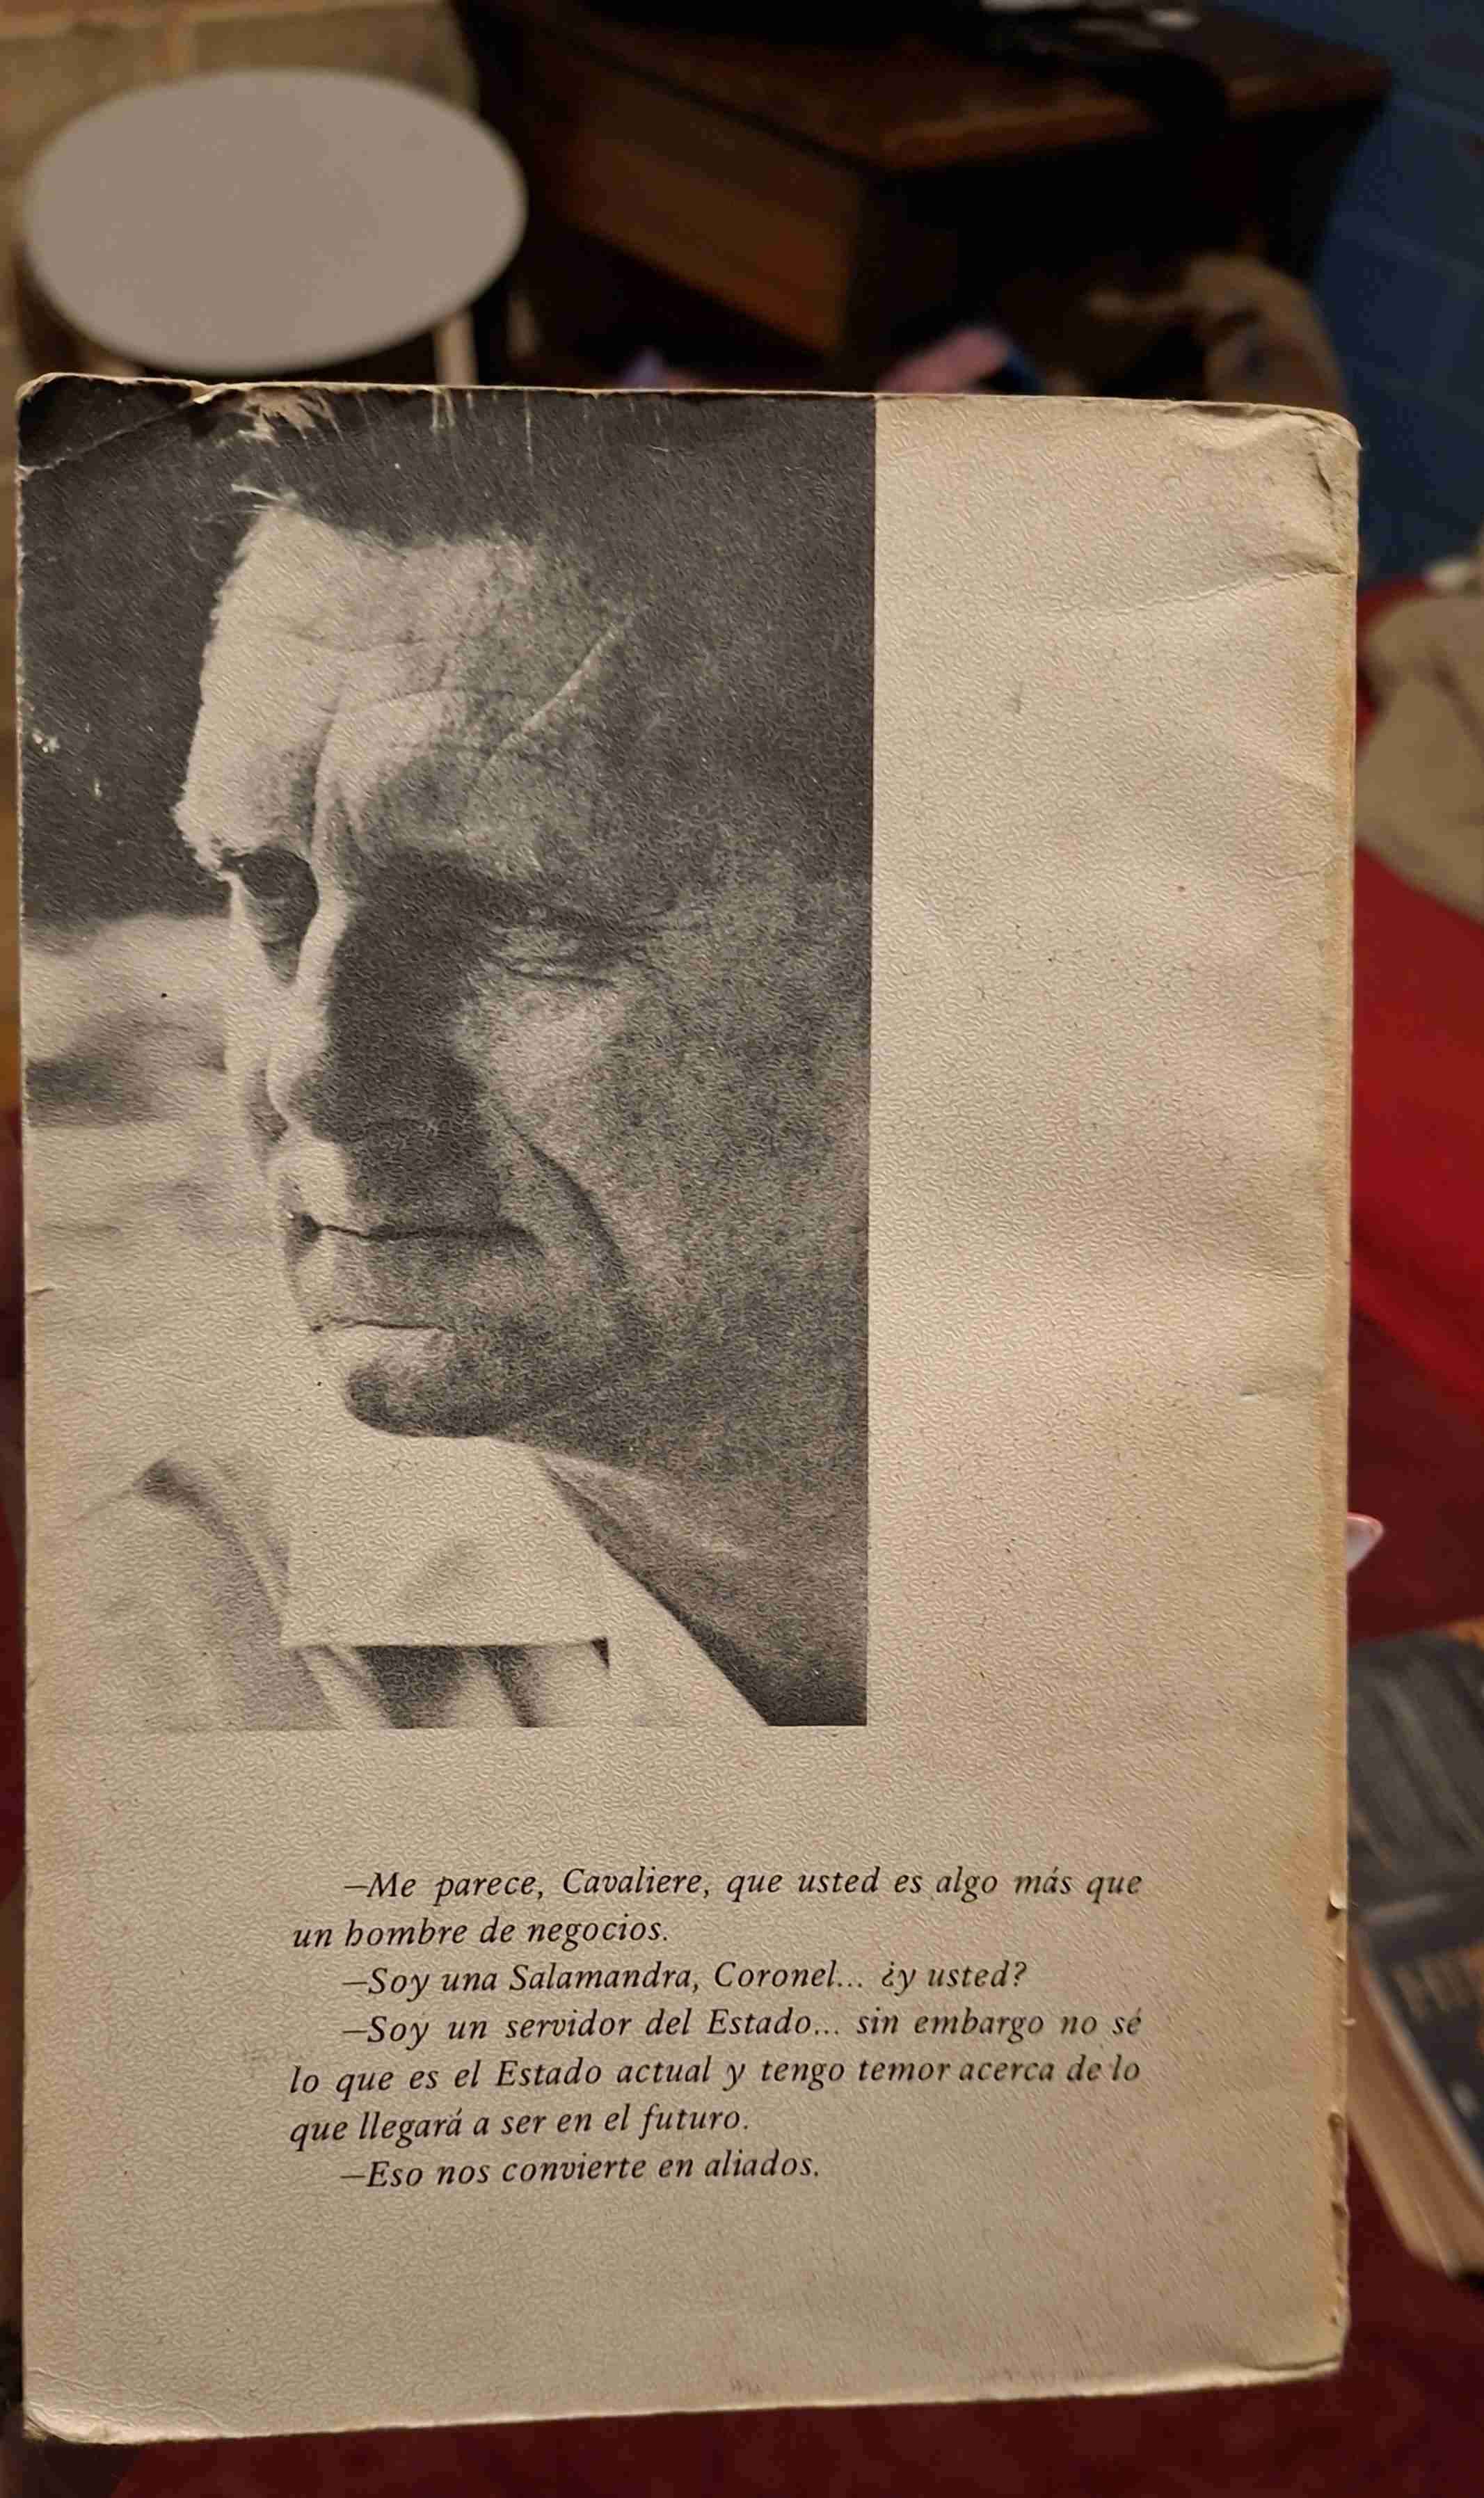 —Me parece, Cavaliere, que usted es algo más que
un hombre de negocios.
—Soy una Salamandra, Coronel... ¿y usted?
—Soy un servidor del Estado... sin embargo no sé
lo que es el Estado actual y tengo temor acerca de lo
que llegará a ser en el futuro.
—Eso nos convierte en aliados.